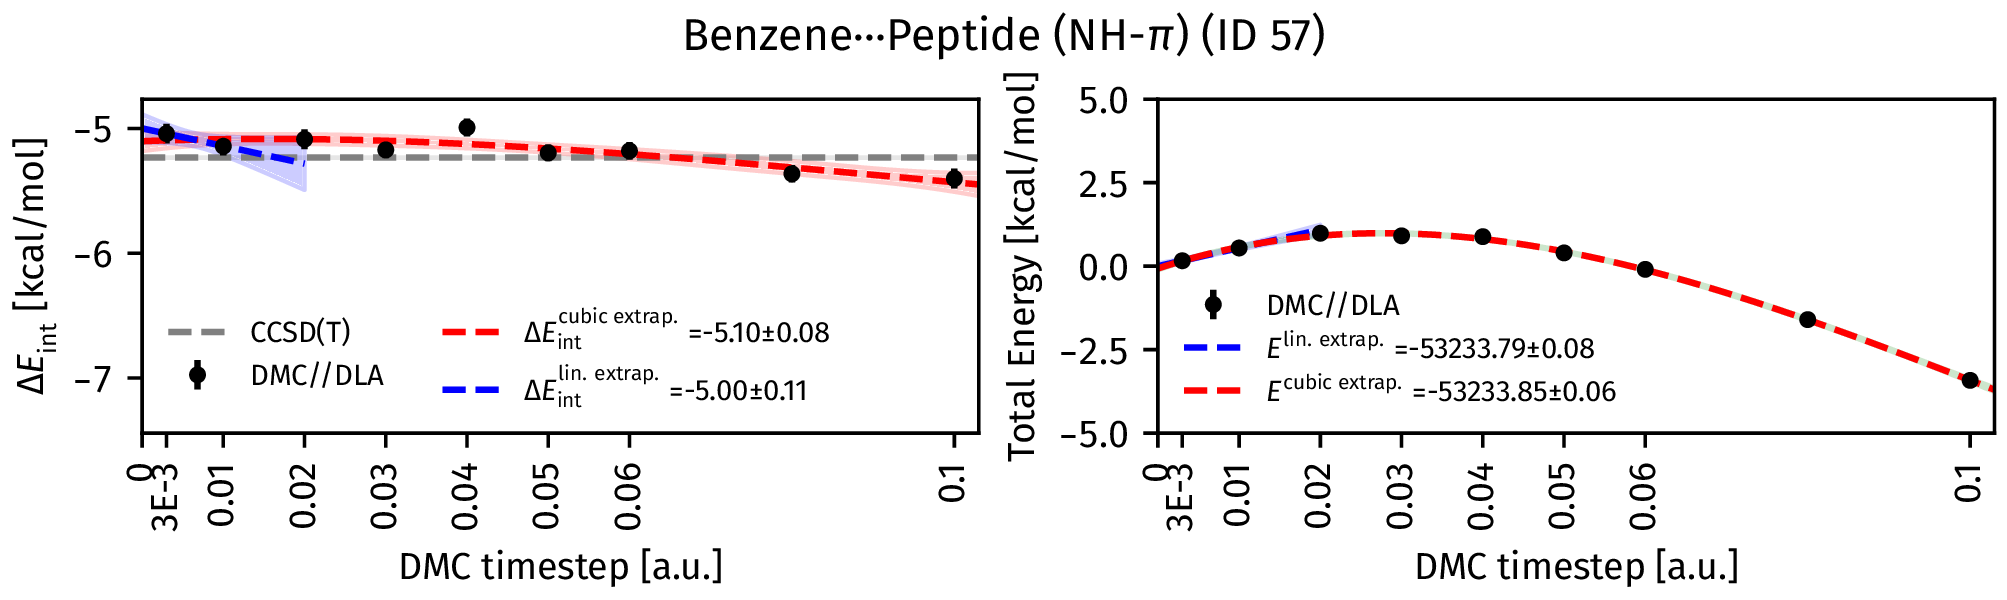 Benzene···Peptide (NH-π) (ID 57)
ΔE_int [kcal/mol]
−5
−6
−7
CCSD(T)
DMC//DLA
ΔE_int^cubic extrap. =-5.10±0.08
ΔE_int^lin. extrap. =-5.00±0.11
0
3E-3
0.01
0.02
0.03
0.04
0.05
0.06
0.1
DMC timestep [a.u.]
Total Energy [kcal/mol]
5.0
2.5
0.0
−2.5
−5.0
DMC//DLA
E^lin. extrap. =-53233.79±0.08
E^cubic extrap. =-53233.85±0.06
0
3E-3
0.01
0.02
0.03
0.04
0.05
0.06
0.1
DMC timestep [a.u.]